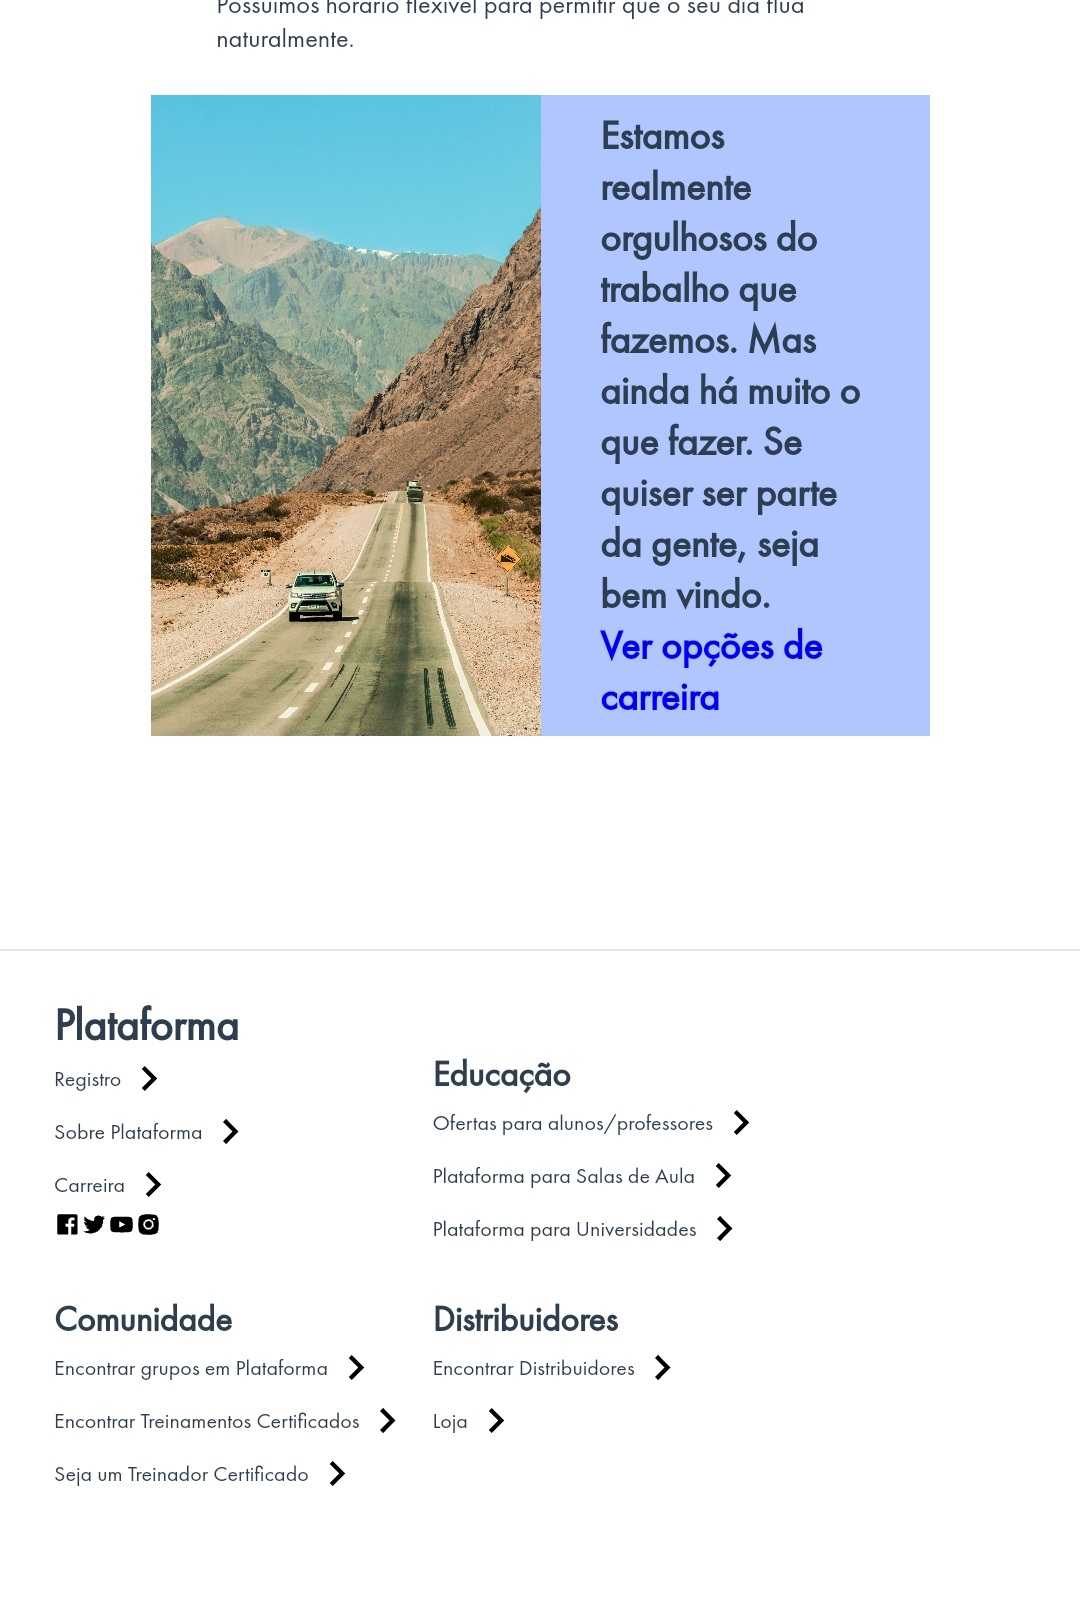 Possuímos horário flexível para permitir que o seu dia flua
naturalmente.
Estamos
realmente
orgulhosos do
trabalho que
fazemos. Mas
ainda há muito o
que fazer. Se
quiser ser parte
da gente, seja
bem vindo.
Ver opções de
carreira
Plataforma
Registro
Sobre Plataforma
Carreira
Educação
Ofertas para alunos/professores
Plataforma para Salas de Aula
Plataforma para Universidades
Comunidade
Encontrar grupos em Plataforma
Encontrar Treinamentos Certificados
Seja um Treinador Certificado
Distribuidores
Encontrar Distribuidores
Loja